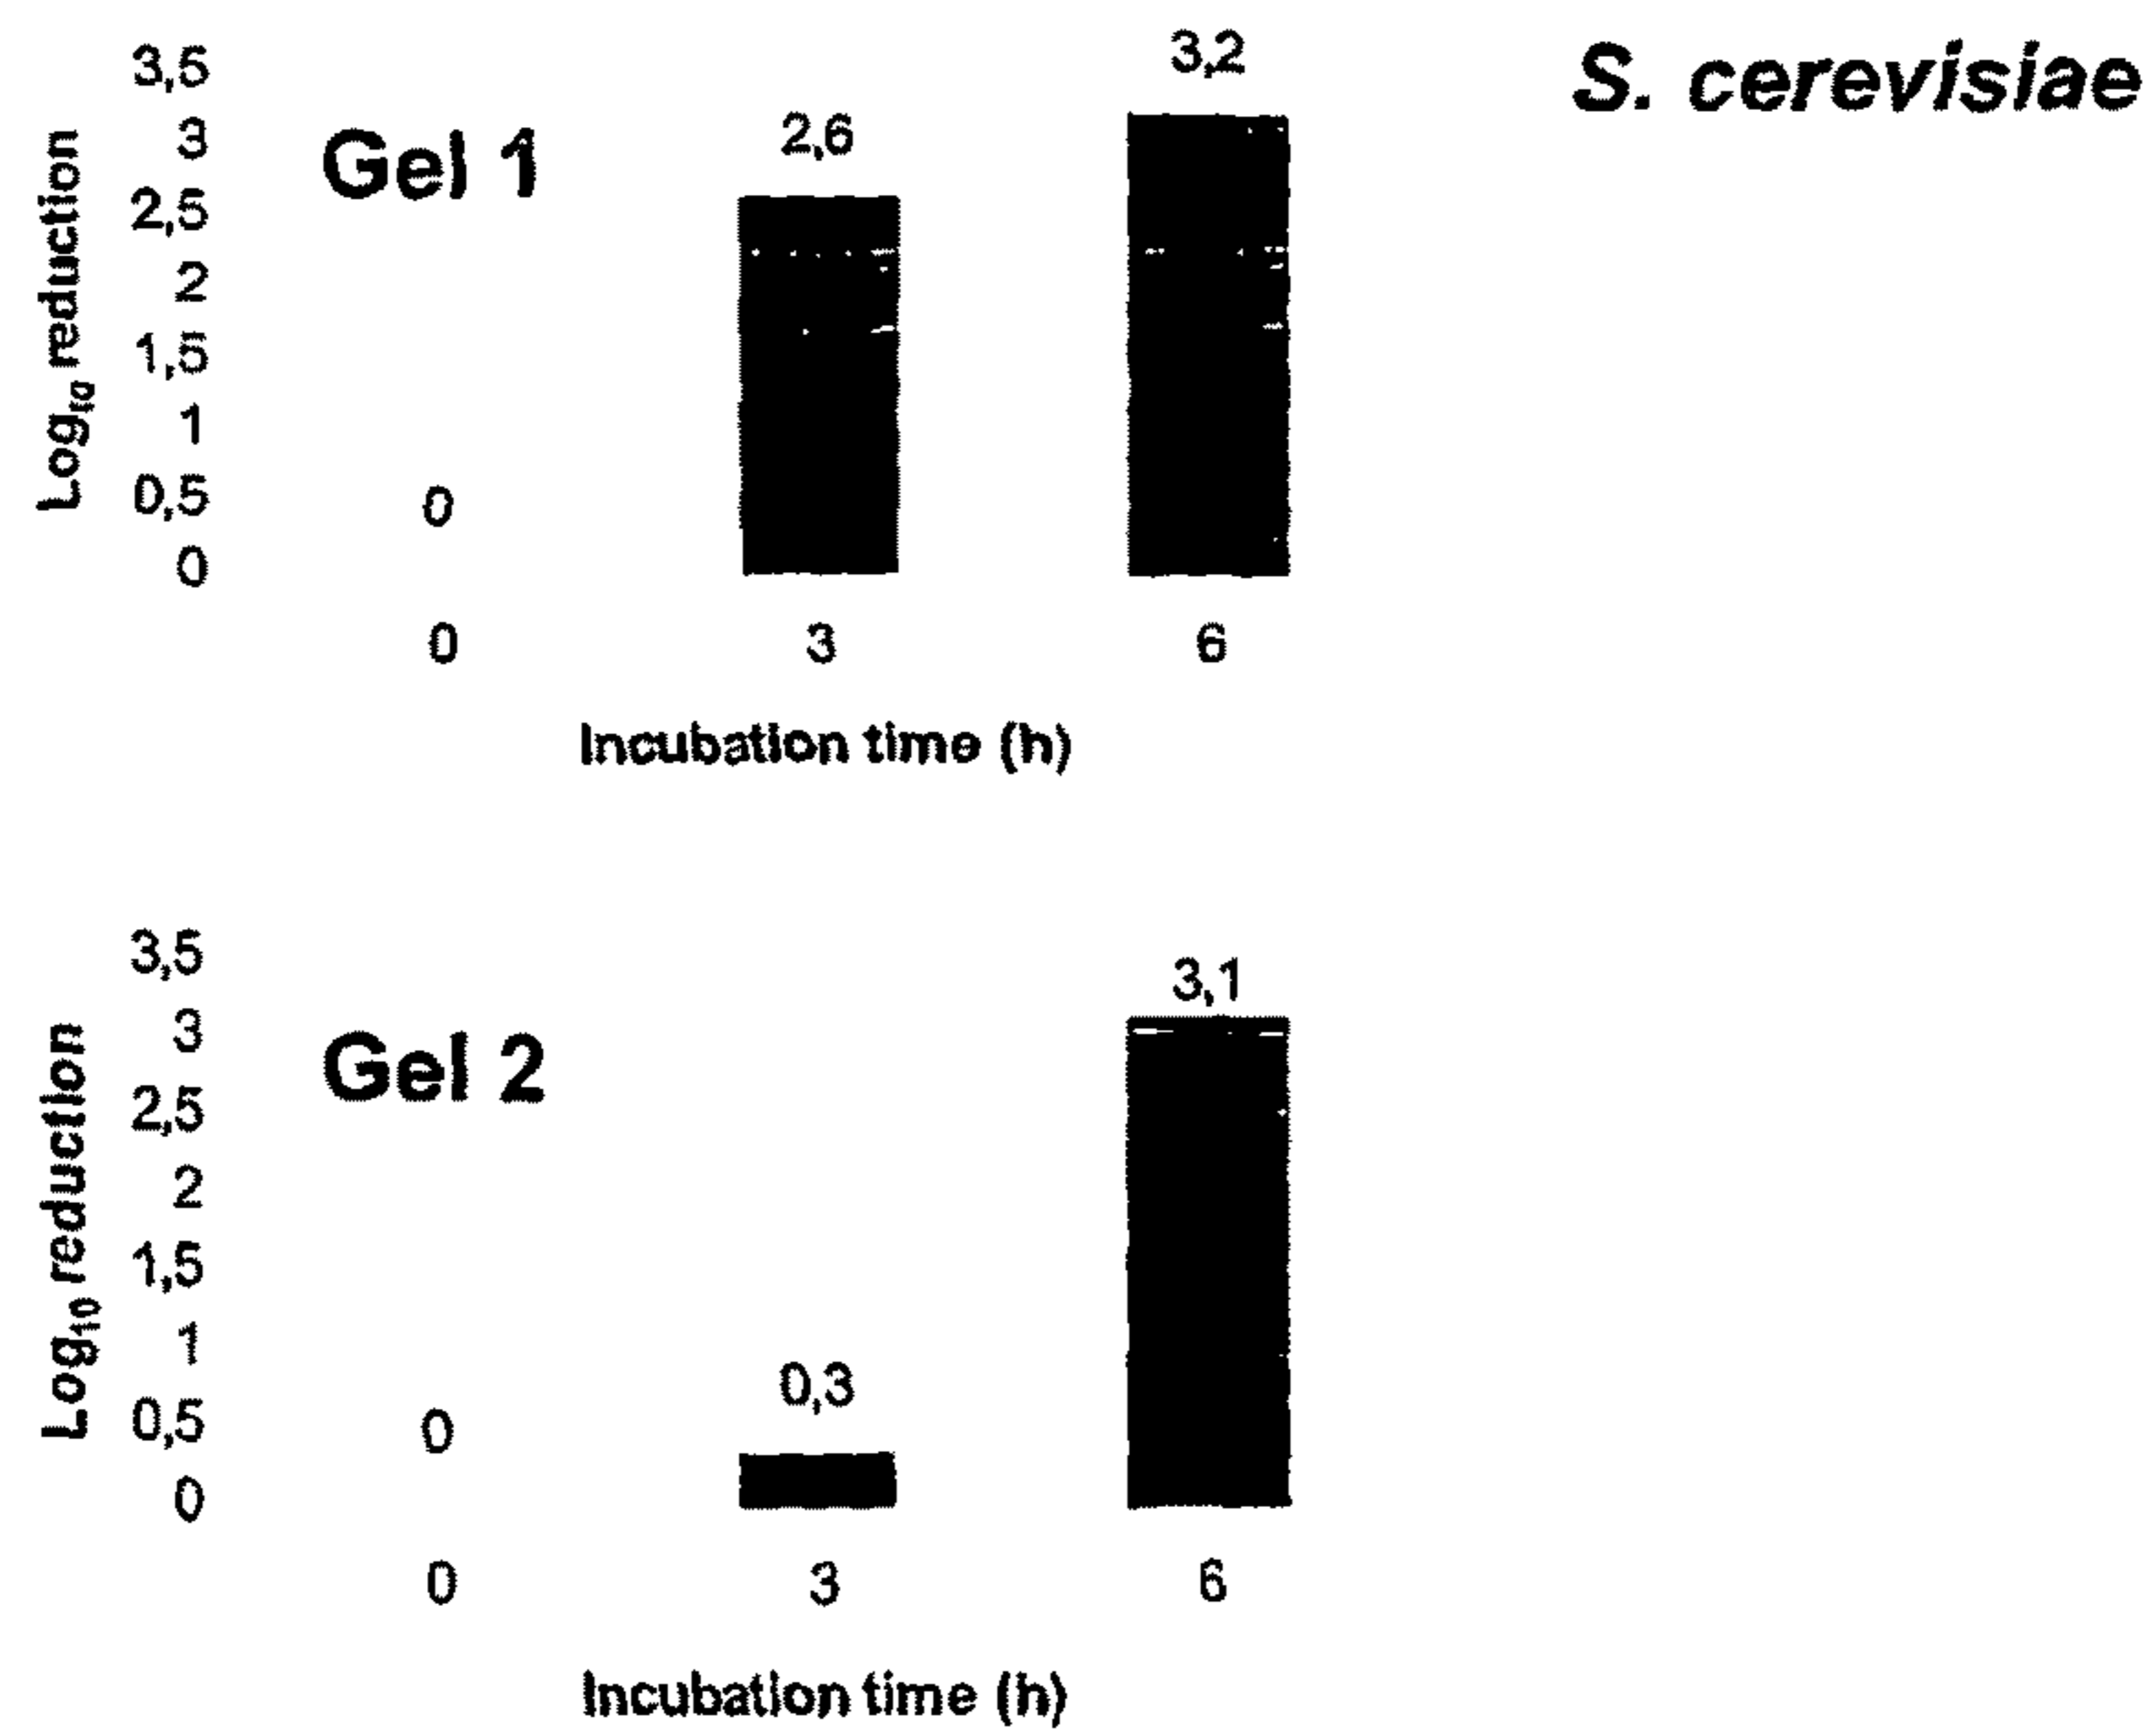 S. cerevisiae
Gel 1
Log10 reduction
3,5
3
2,5
2
1,5
1
0,5
0
0
2,6
3,2
0 3 6
Incubation time (h)
Gel 2
Log10 reduction
3,5
3
2,5
2
1,5
1
0,5
0
0
0,3
3,1
0 3 6
Incubation time (h)